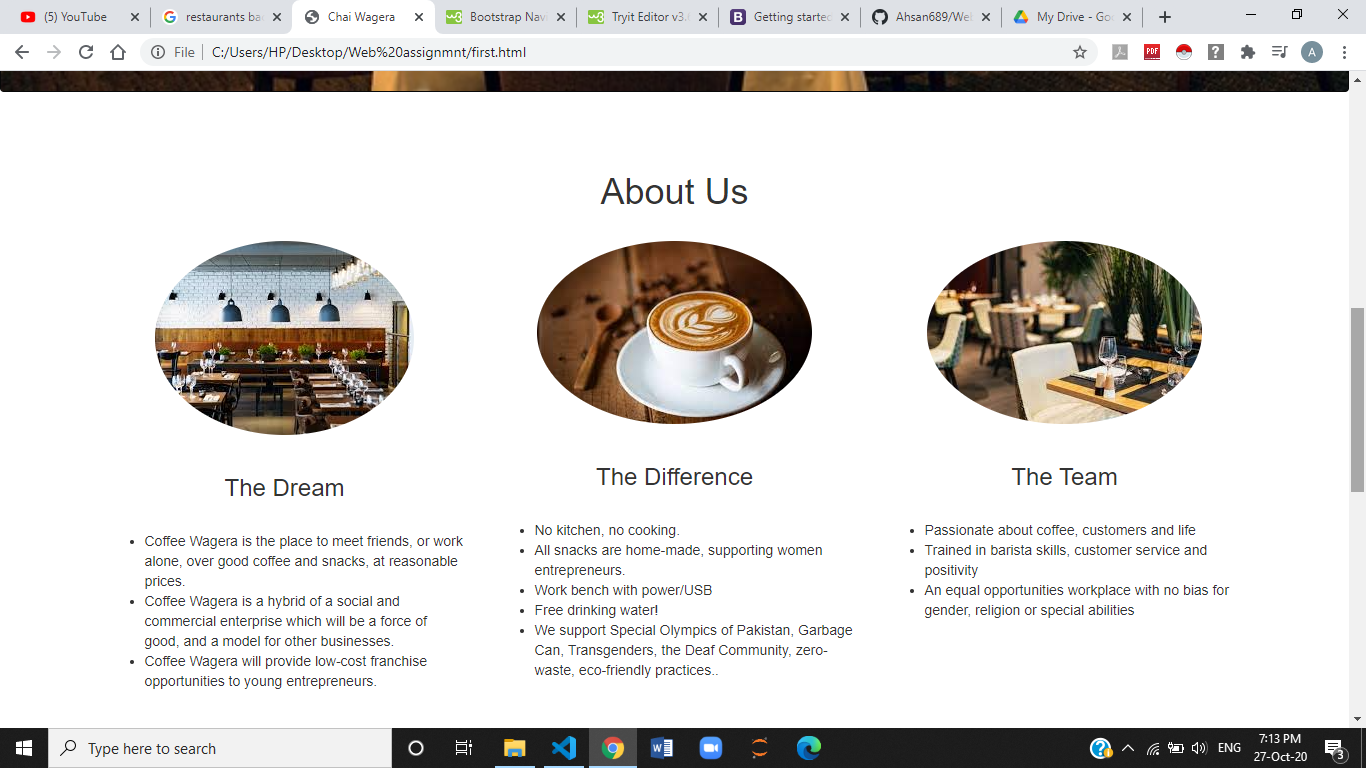 (5) YouTube
restaurants ba
Chai Wagera
Bootstrap Nav
Tryit Editor v3.
Getting started
Ahsan689/We
My Drive - Goo
File
C:/Users/HP/Desktop/Web%20assignmnt/first.html
PDF
A
About Us
The Dream
Coffee Wagera is the place to meet friends, or work
alone, over good coffee and snacks, at reasonable
prices.
Coffee Wagera is a hybrid of a social and
commercial enterprise which will be a force of
good, and a model for other businesses.
Coffee Wagera will provide low-cost franchise
opportunities to young entrepreneurs.
The Difference
No kitchen, no cooking.
All snacks are home-made, supporting women
entrepreneurs.
Work bench with power/USB
Free drinking water!
We support Special Olympics of Pakistan, Garbage
Can, Transgenders, the Deaf Community, zero-
waste, eco-friendly practices..
The Team
Passionate about coffee, customers and life
Trained in barista skills, customer service and
positivity
An equal opportunities workplace with no bias for
gender, religion or special abilities
Type here to search
ENG
7:13 PM
27-Oct-20
3